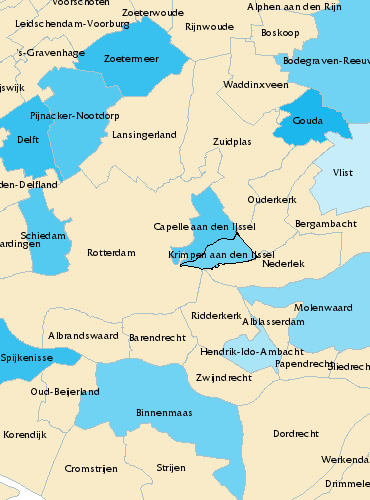 Voorschoten
Alphen aan den Rijn
Zoeterwoude
Leidschendam-Voorburg
Rijnwoude
Boskoop
's-Gravenhage
Zoetermeer
Bodegraven-Reeuw
ijswijk
Waddinxveen
Pijnacker-Nootdorp
Gouda
Lansingerland
Delft
Zuidplas
Vlist
den-Delfland
Ouderkerk
Bergambacht
Capelle aan den IJssel
Schiedam
ardingen
Rotterdam
Krimpen aan den IJssel
Nederlek
Molenwaard
Ridderkerk
Alblasserdam
Albrandswaard
Barendrecht
Hendrik-Ido-Ambacht
Spijkenisse
Papendrecht
Sliedrech
Zwijndrecht
Oud-Beijerland
Binnenmaas
Korendijk
Dordrecht
Werkenda
Cromstrijen
Strijen
Drimmele